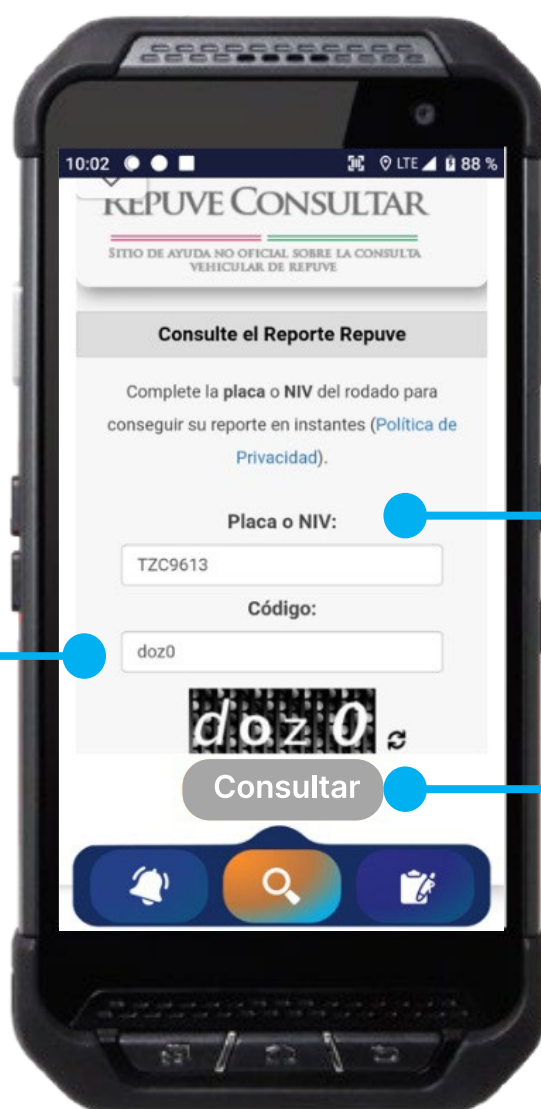 10:02
LTE 88 %
REPUVE CONSULTAR
SITIO DE AYUDA NO OFICIAL SOBRE LA CONSULTA
VEHICULAR DE REPUVE
Consulte el Reporte Repuve
Complete la placa o NIV del rodado para
conseguir su reporte en instantes (Política de
Privacidad).
Placa o NIV:
TZC9613
Código:
doz0
doz0
Consultar